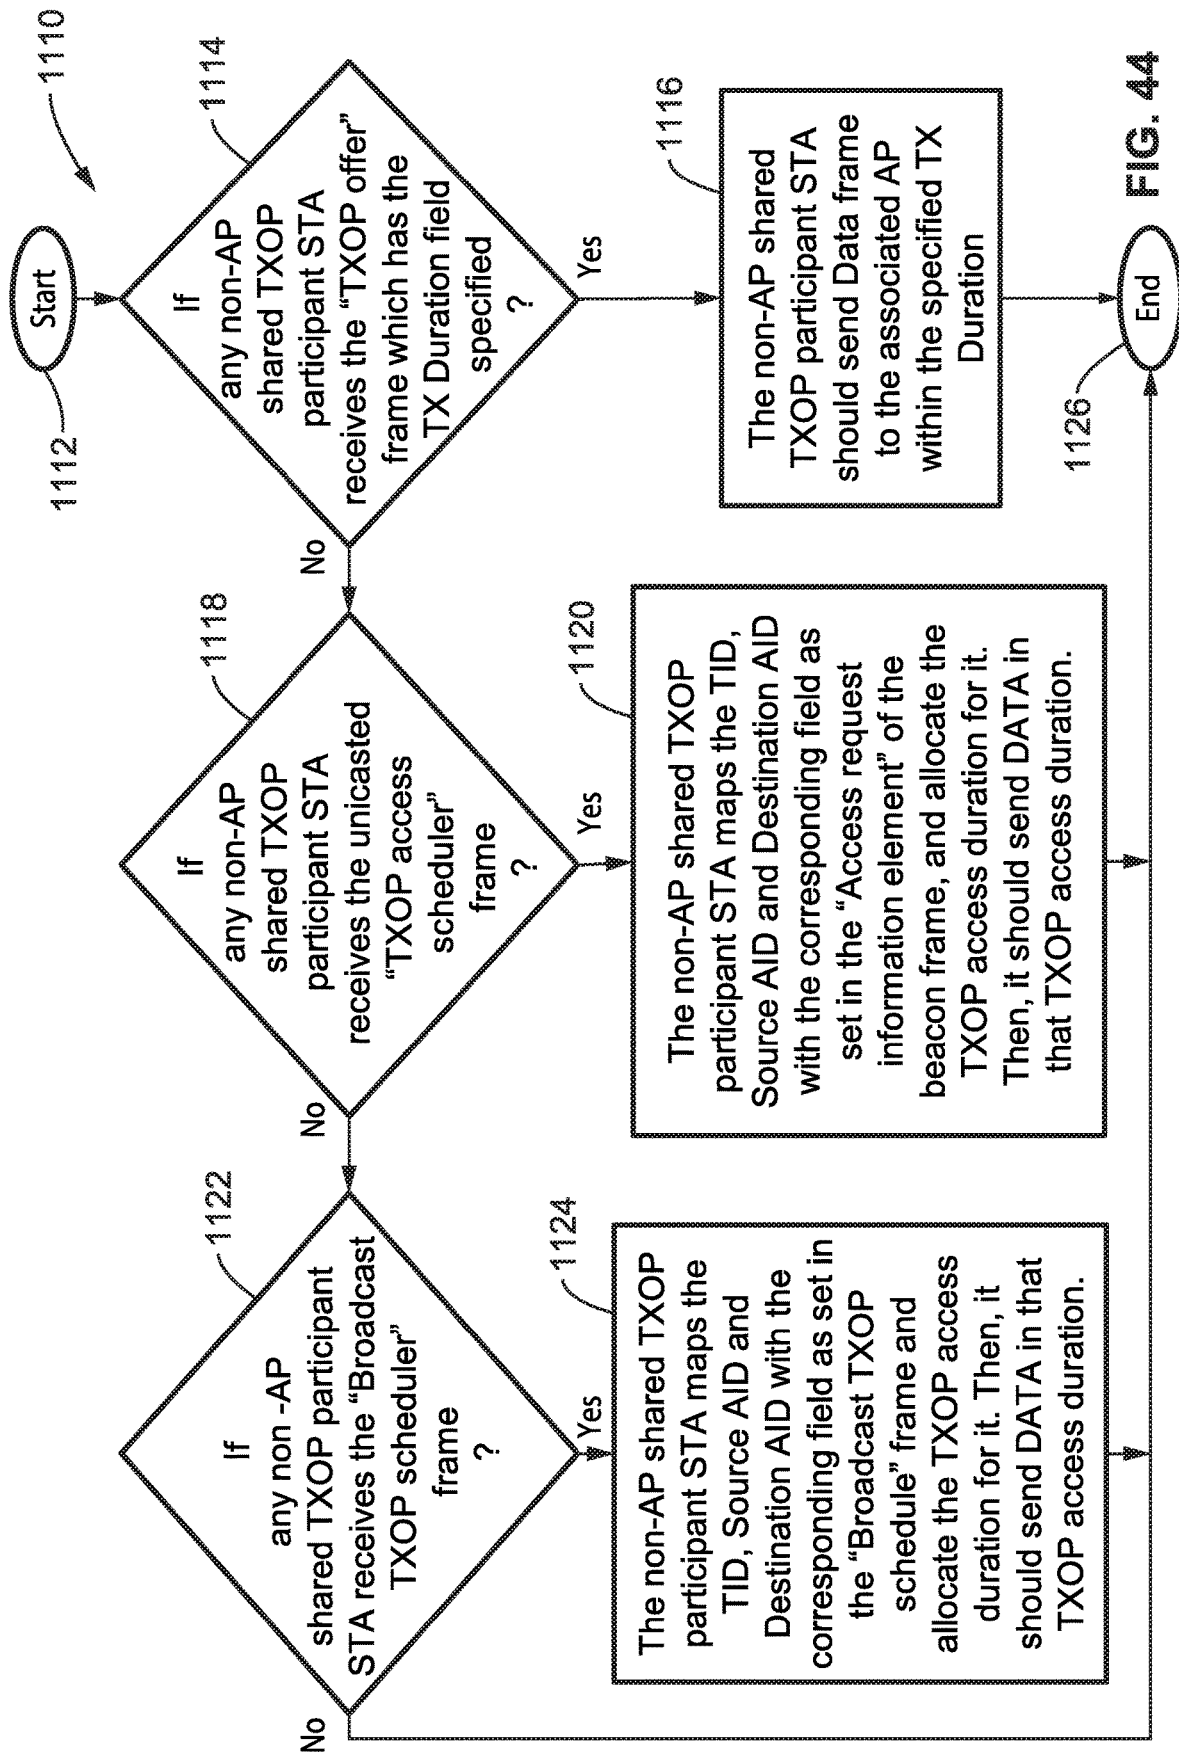 1110
Start
1112
1114
If
any non-AP
shared TXOP
participant STA
receives the “TXOP offer”
frame which has the
TX Duration field
specified
?
Yes
No
1116
The non-AP shared
TXOP participant STA
should send Data frame
to the associated AP
within the specified TX
Duration
1118
If
any non-AP
shared TXOP
participant STA
receives the unicasted
“TXOP access
scheduler”
frame
?
Yes
No
1120
The non-AP shared TXOP
participant STA maps the TID,
Source AID and Destination AID
with the corresponding field as
set in the “Access request
information element” of the
beacon frame, and allocate the
TXOP access duration for it.
Then, it should send DATA in
that TXOP access duration.
1122
If
any non -AP
shared TXOP participant
STA receives the “Broadcast
TXOP scheduler”
frame
?
Yes
No
1124
The non-AP shared TXOP
participant STA maps the
TID, Source AID and
Destination AID with the
corresponding field as set in
the “Broadcast TXOP
schedule” frame and
allocate the TXOP access
duration for it. Then, it
should send DATA in that
TXOP access duration.
1126
End
FIG. 44